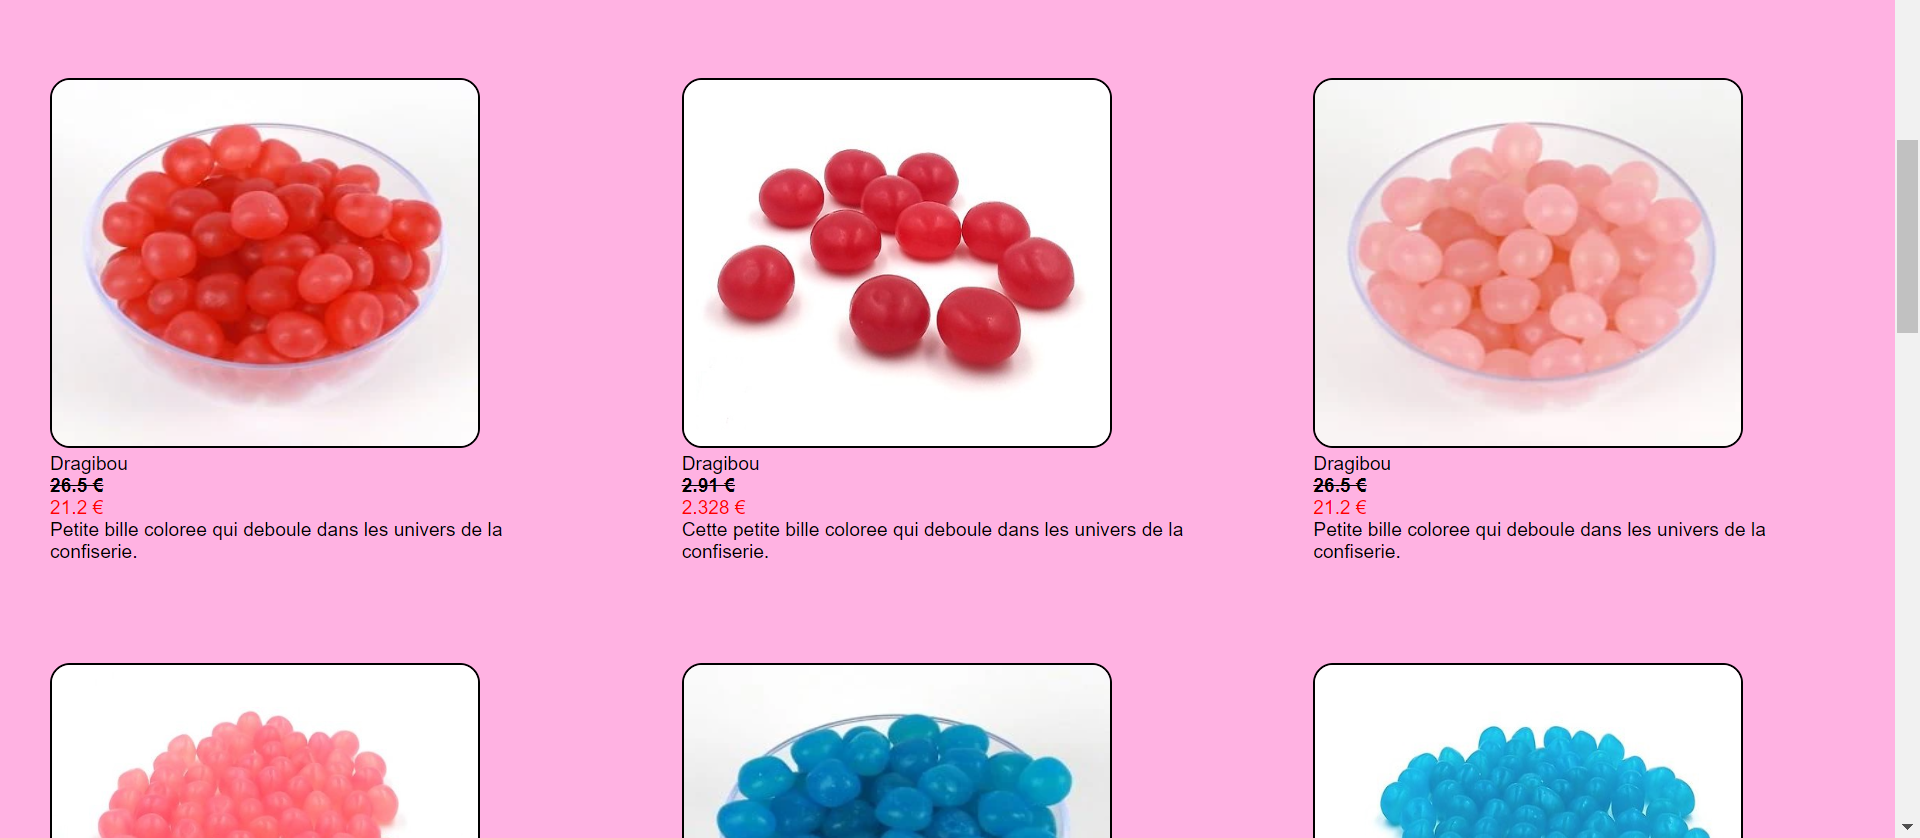 Dragibou
26.5 €
21.2 €
Petite bille coloree qui deboule dans les univers de la
confiserie.
Dragibou
2.91 €
2.328 €
Cette petite bille coloree qui deboule dans les univers de la
confiserie.
Dragibou
26.5 €
21.2 €
Petite bille coloree qui deboule dans les univers de la
confiserie.